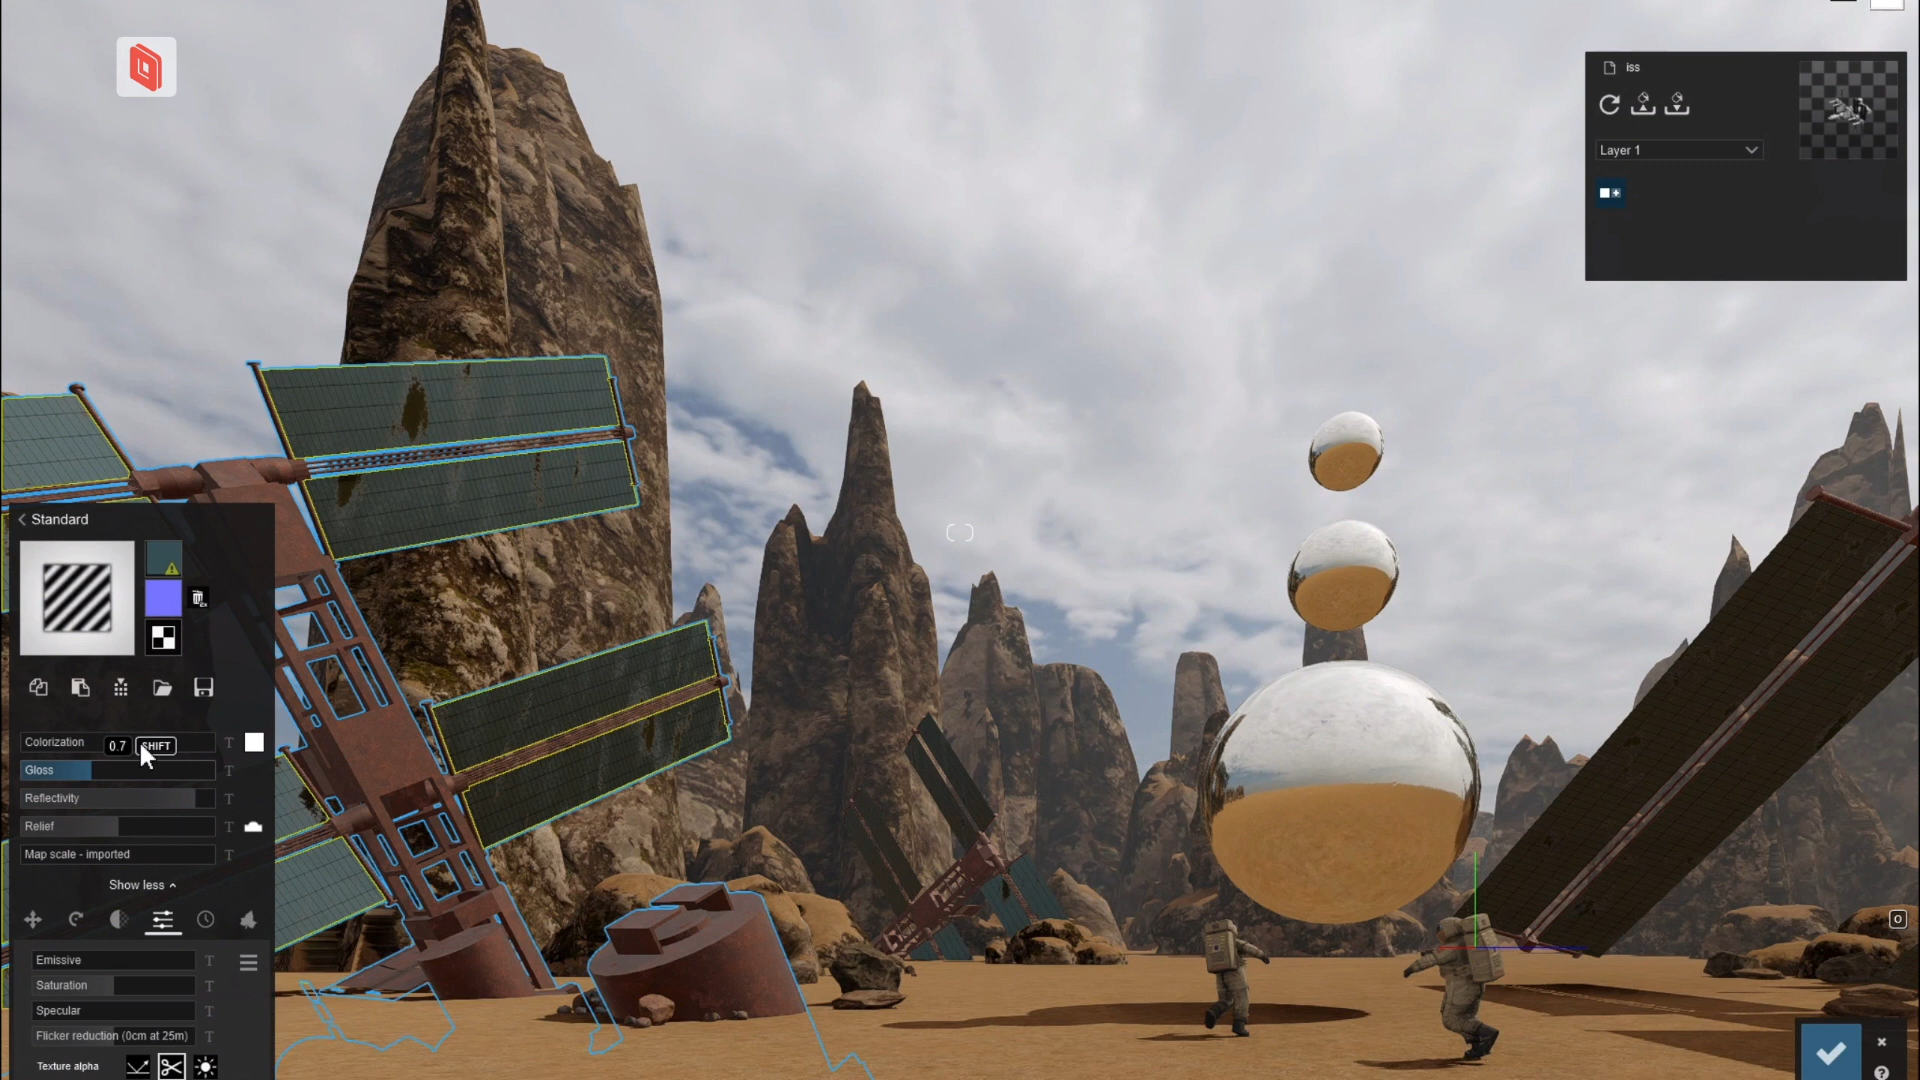 iss
Layer 1
Standard
Colorization
0.7
SHIFT
T
Gloss
T
Reflectivity
T
Relief
T
Map scale - imported
T
Show less
Emissive
T
Saturation
T
Specular
T
Flicker reduction (0cm at 25m)
T
Texture alpha
O